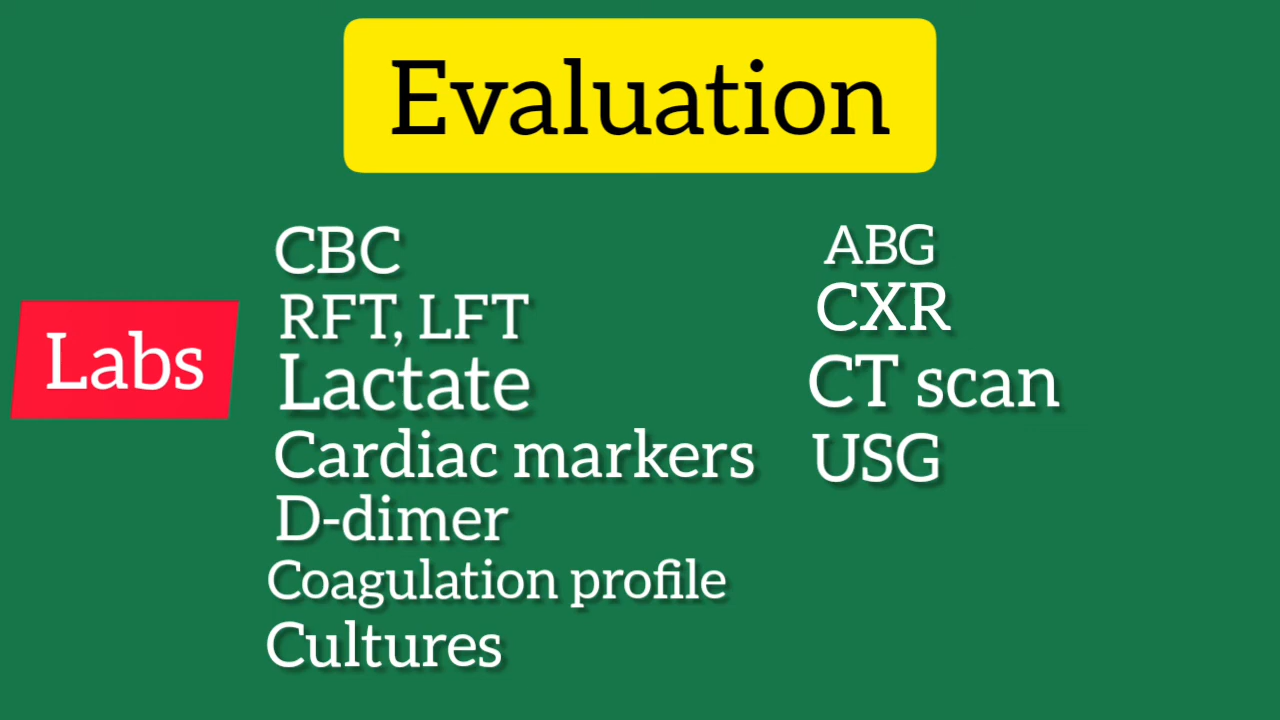 Evaluation
Labs
CBC
RFT, LFT
Lactate
Cardiac markers
D-dimer
Coagulation profile
Cultures
ABG
CXR
CT scan
USG